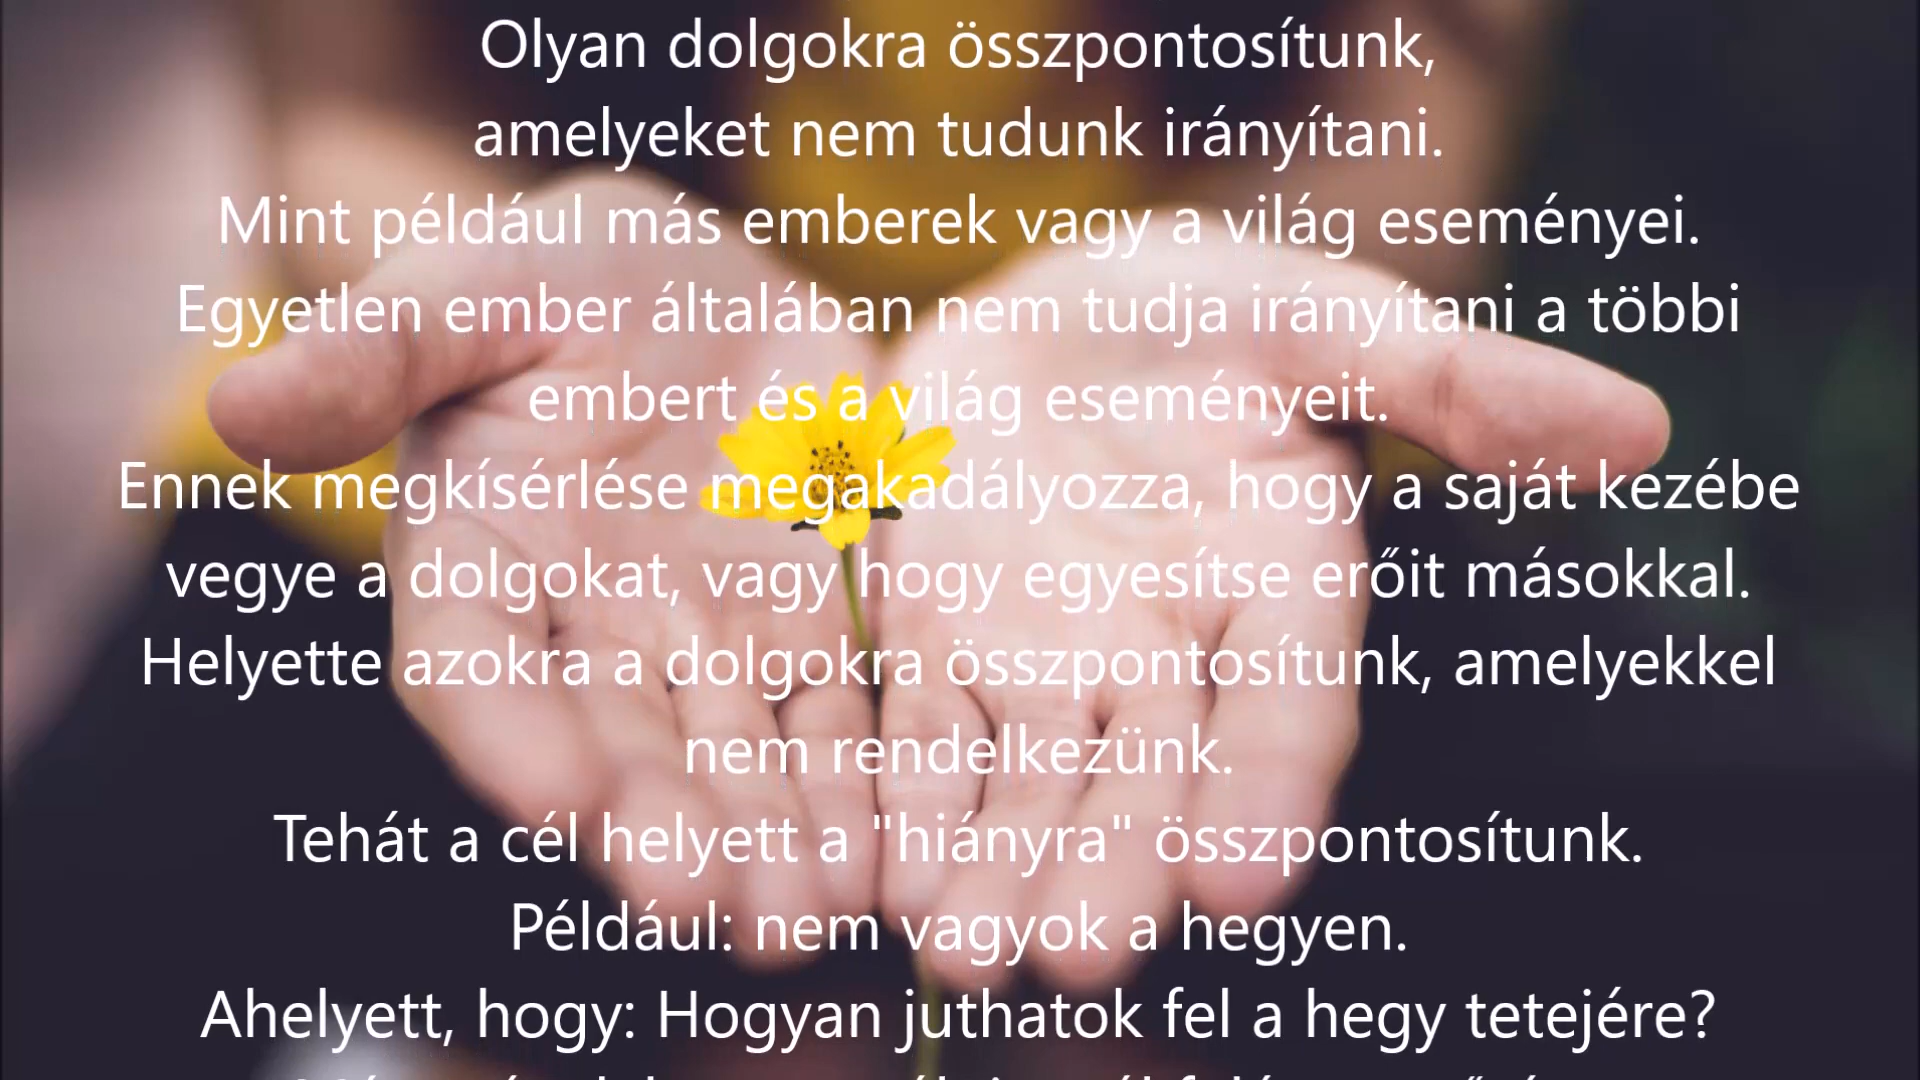 Olyan dolgokra összpontosítunk,
amelyeket nem tudunk irányítani.
Mint például más emberek vagy a világ eseményei.
Egyetlen ember általában nem tudja irányítani a többi
embert és a világ eseményeit.
Ennek megkísérlése megakadályozza, hogy a saját kezébe
vegye a dolgokat, vagy hogy egyesítse erőit másokkal.
Helyette azokra a dolgokra összpontosítunk, amelyekkel
nem rendelkezünk.
Tehát a cél helyett a "hiányra" összpontosítunk.
Például: nem vagyok a hegyen.
Ahelyett, hogy: Hogyan juthatok fel a hegy tetejére?